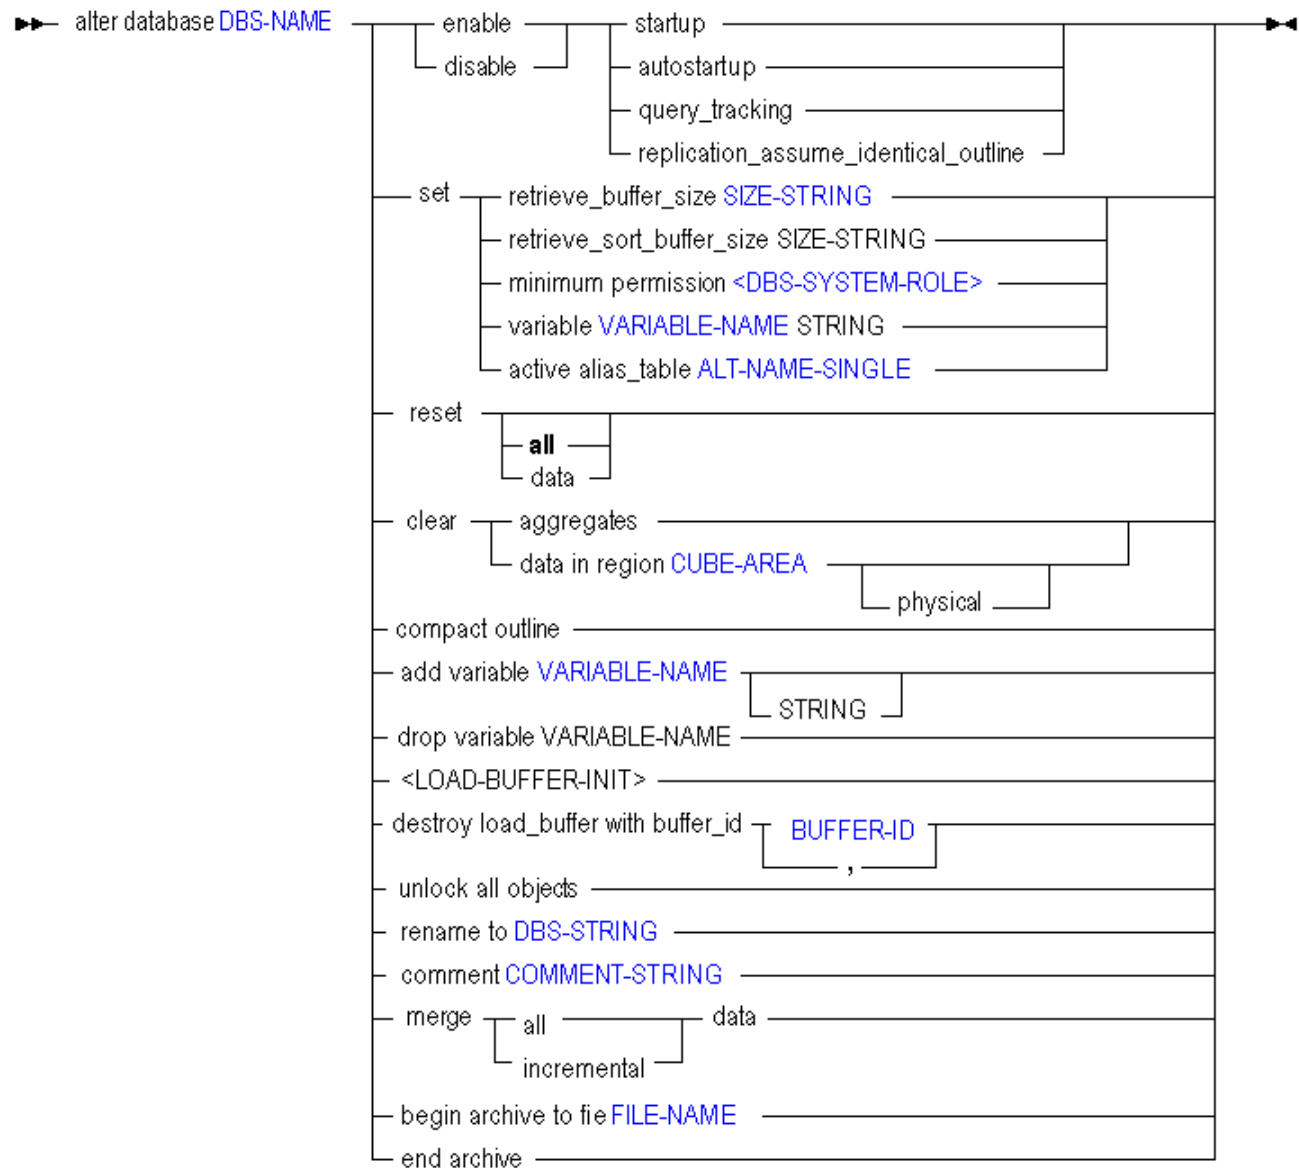 alter database DBS-NAME enable startup
disable autostartup
query_tracking
replication_assume_identical_outline
set retrieve_buffer_size SIZE-STRING
retrieve_sort_buffer_size SIZE-STRING
minimum permission <DBS-SYSTEM-ROLE>
variable VARIABLE-NAME STRING
active alias_table ALT-NAME-SINGLE
reset
all
data
clear aggregates
data in region CUBE-AREA
physical
compact outline
add variable VARIABLE-NAME
STRING
drop variable VARIABLE-NAME
<LOAD-BUFFER-INIT>
destroy load_buffer with buffer_id BUFFER-ID
,
unlock all objects
rename to DBS-STRING
comment COMMENT-STRING
merge all data
incremental
begin archive to fie FILE-NAME
end archive